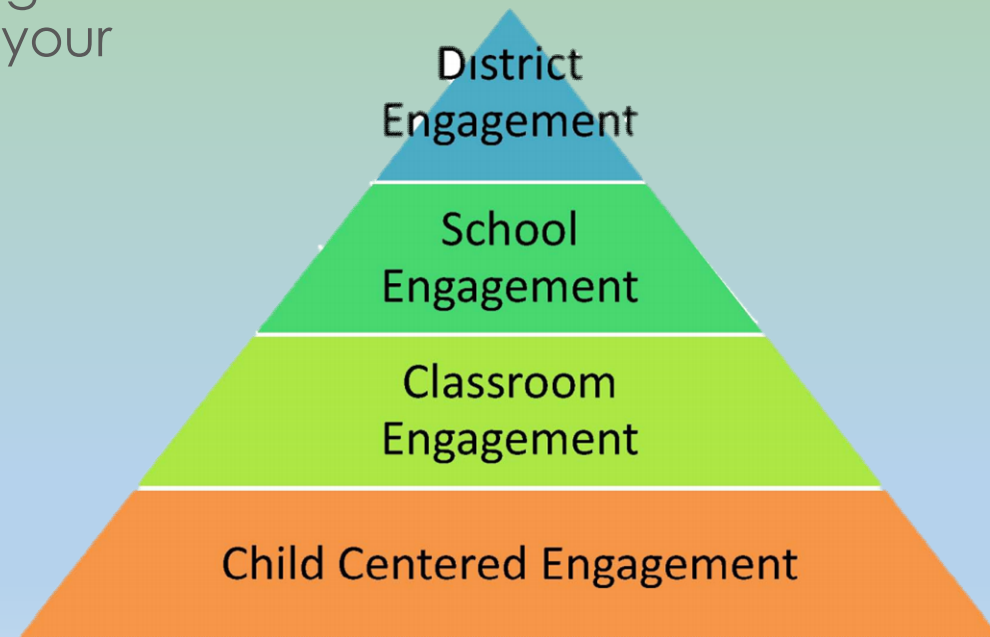 your
District
Engagement
School
Engagement
Classroom
Engagement
Child Centered Engagement